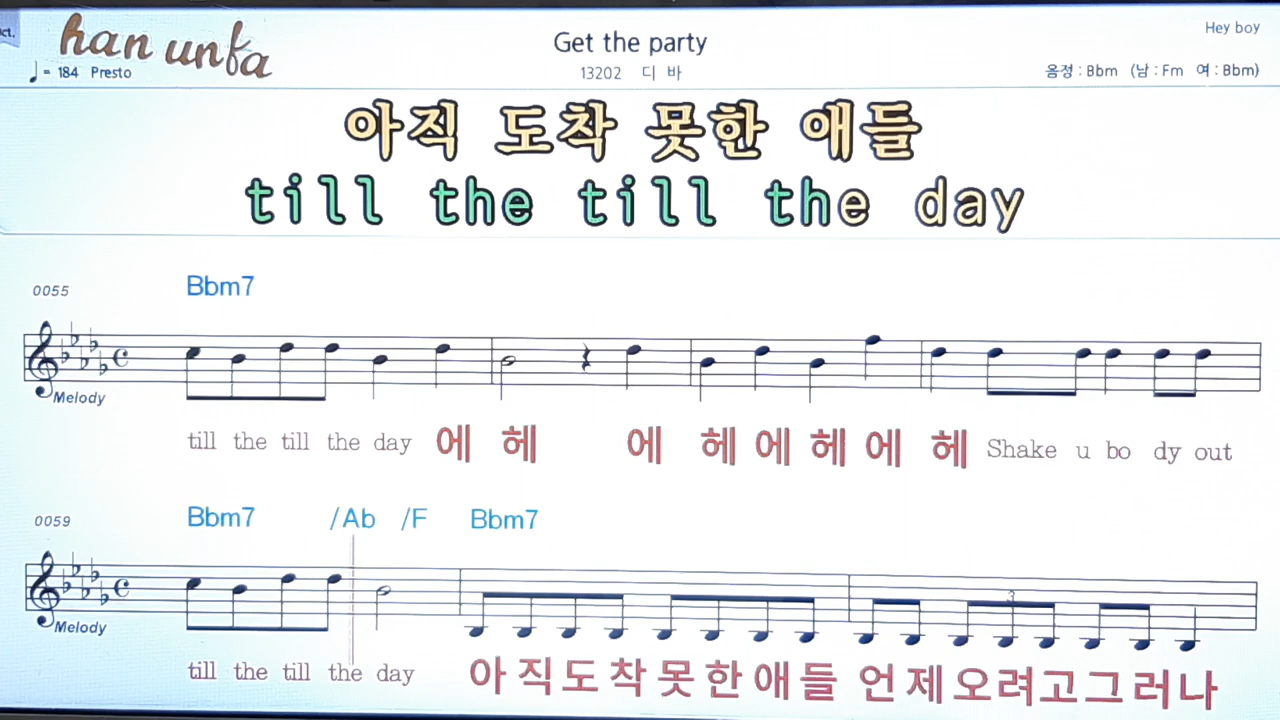 ct.
han unfa
Get the party
Hey boy
♩= 184 Presto
13202 디 바
음정 : Bbm (남 : Fm 여 : Bbm)
아직 도착 못한 애들
till the till the day
0055
Bbm7
Melody
till the till the day 에 헤 에 헤 에 헤 에 헤 Shake u bo dy out
0059
Bbm7 /Ab /F Bbm7
3
Melody
till the till the day 아 직 도 착 못 한 애 들 언 제 오 려 고 그 러 나